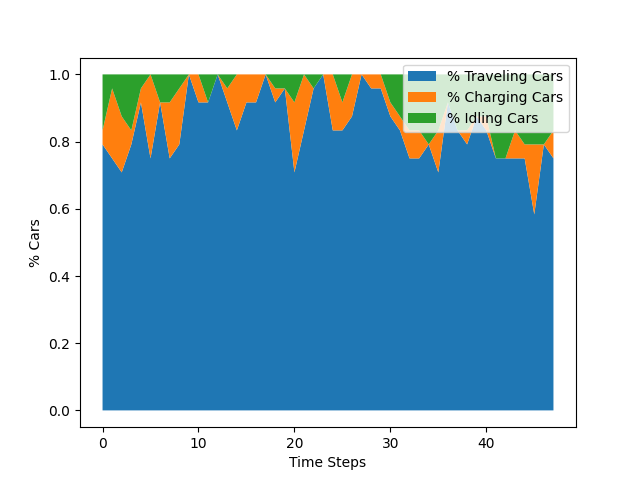 % Traveling Cars
% Charging Cars
% Idling Cars
1.0
0.8
0.6
0.4
0.2
0.0
% Cars
0
10
20
30
40
Time Steps